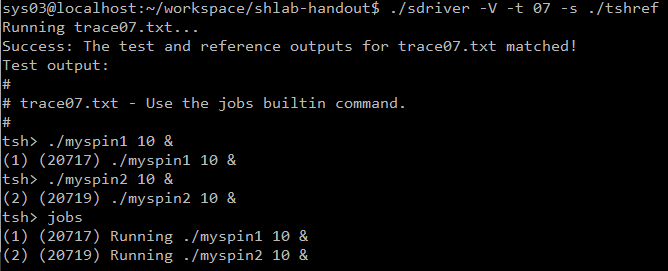 sys03@localhost:~/workspace/shlab-handout$ ./sdriver -V -t 07 -s ./tshref
Running trace07.txt...
Success: The test and reference outputs for trace07.txt matched!
Test output:
#
# trace07.txt - Use the jobs builtin command.
#
tsh> ./myspin1 10 &
(1) (20717) ./myspin1 10 &
tsh> ./myspin2 10 &
(2) (20719) ./myspin2 10 &
tsh> jobs
(1) (20717) Running ./myspin1 10 &
(2) (20719) Running ./myspin2 10 &